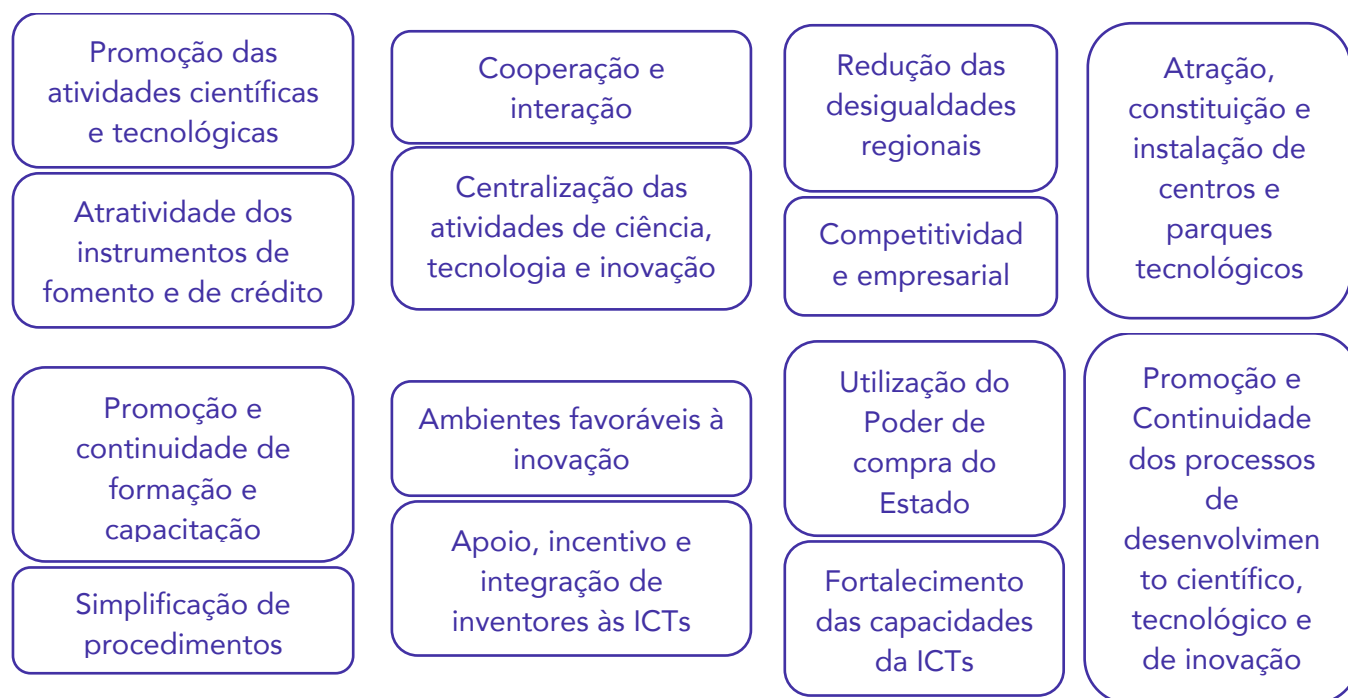 Promoção das
atividades científicas
e tecnológicas
Atratividade dos
instrumentos de
fomento e de crédito
Cooperação e
interação
Centralização das
atividades de ciência,
tecnologia e inovação
Redução das
desigualdades
regionais
Competitividad
e empresarial
Atração,
constituição e
instalação de
centros e
parques
tecnológicos
Promoção e
continuidade de
formação e
capacitação
Simplificação de
procedimentos
Ambientes favoráveis à
inovação
Apoio, incentivo e
integração de
inventores às ICTs
Utilização do
Poder de
compra do
Estado
Fortalecimento
das capacidades
da ICTs
Promoção e
Continuidade
dos processos
de
desenvolvimen
to científico,
tecnológico e
de inovação